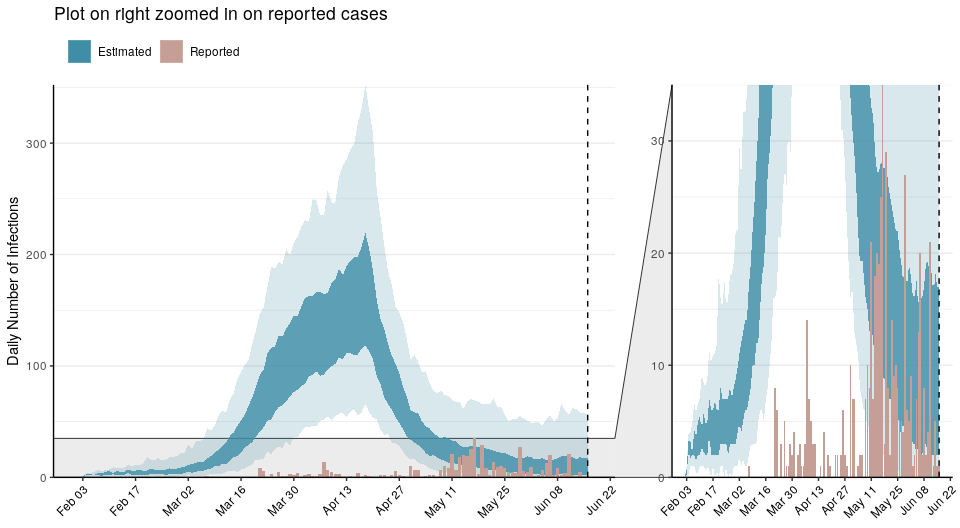 Plot on right zoomed in on reported cases
Estimated Reported
Daily Number of Infections
300
200
100
0
Feb 03 Feb 17 Mar 02 Mar 16 Mar 30 Apr 13 Apr 27 May 11 May 25 Jun 08 Jun 22
30
20
10
0
Feb 03 Feb 17 Mar 02 Mar 16 Mar 30 Apr 13 Apr 27 May 11 May 25 Jun 08 Jun 22